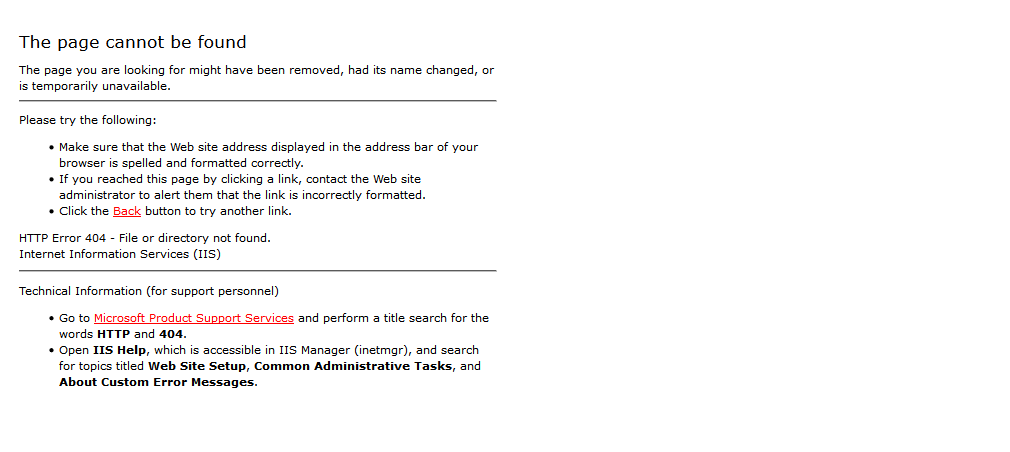 The page cannot be found
The page you are looking for might have been removed, had its name changed, or
is temporarily unavailable.
Please try the following:
• Make sure that the Web site address displayed in the address bar of your
browser is spelled and formatted correctly.
• If you reached this page by clicking a link, contact the Web site
administrator to alert them that the link is incorrectly formatted.
• Click the Back button to try another link.
HTTP Error 404 - File or directory not found.
Internet Information Services (IIS)
Technical Information (for support personnel)
• Go to Microsoft Product Support Services and perform a title search for the
words HTTP and 404.
• Open IIS Help, which is accessible in IIS Manager (inetmgr), and search
for topics titled Web Site Setup, Common Administrative Tasks, and
About Custom Error Messages.